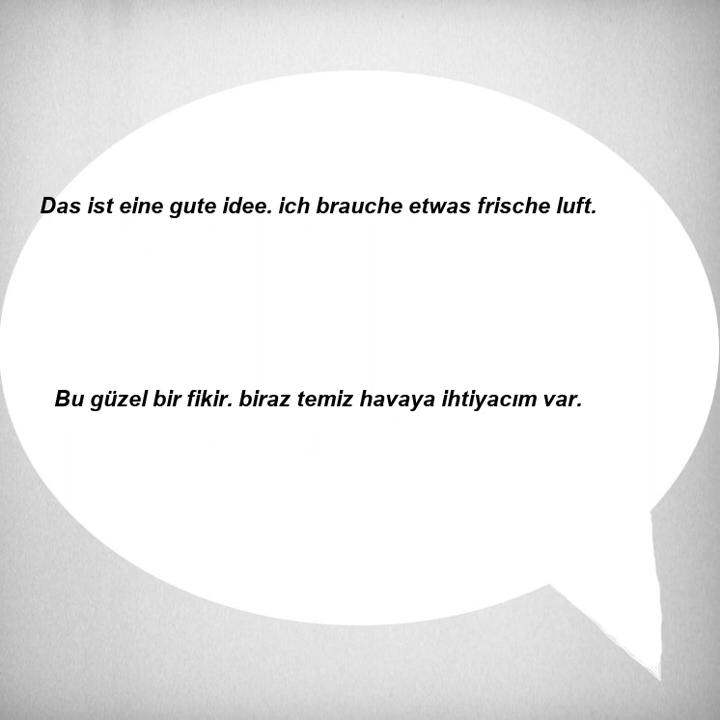 Das ist eine gute idee. ich brauche etwas frische luft.
Bu güzel bir fikir. biraz temiz havaya ihtiyacım var.